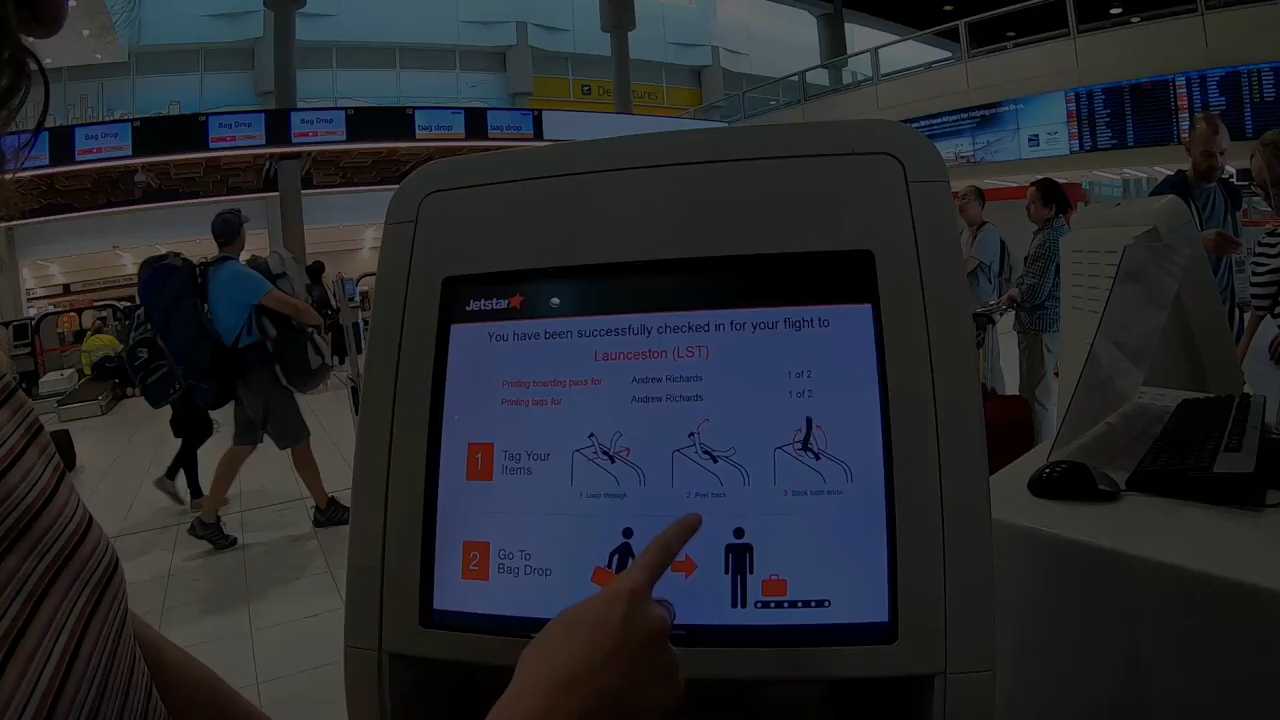 Departures
Bag Drop
Bag Drop
Bag Drop
bag drop
bag drop
Jetstar
You have been successfully checked in for your flight to
Launceston (LST)
Printing boarding pass for Andrew Richards 1 of 2
Printing tags for Andrew Richards 1 of 2
1 Tag Your
Items
1 Loop through
2 Peel back
3 Stick both ends
2 Go To
Bag Drop